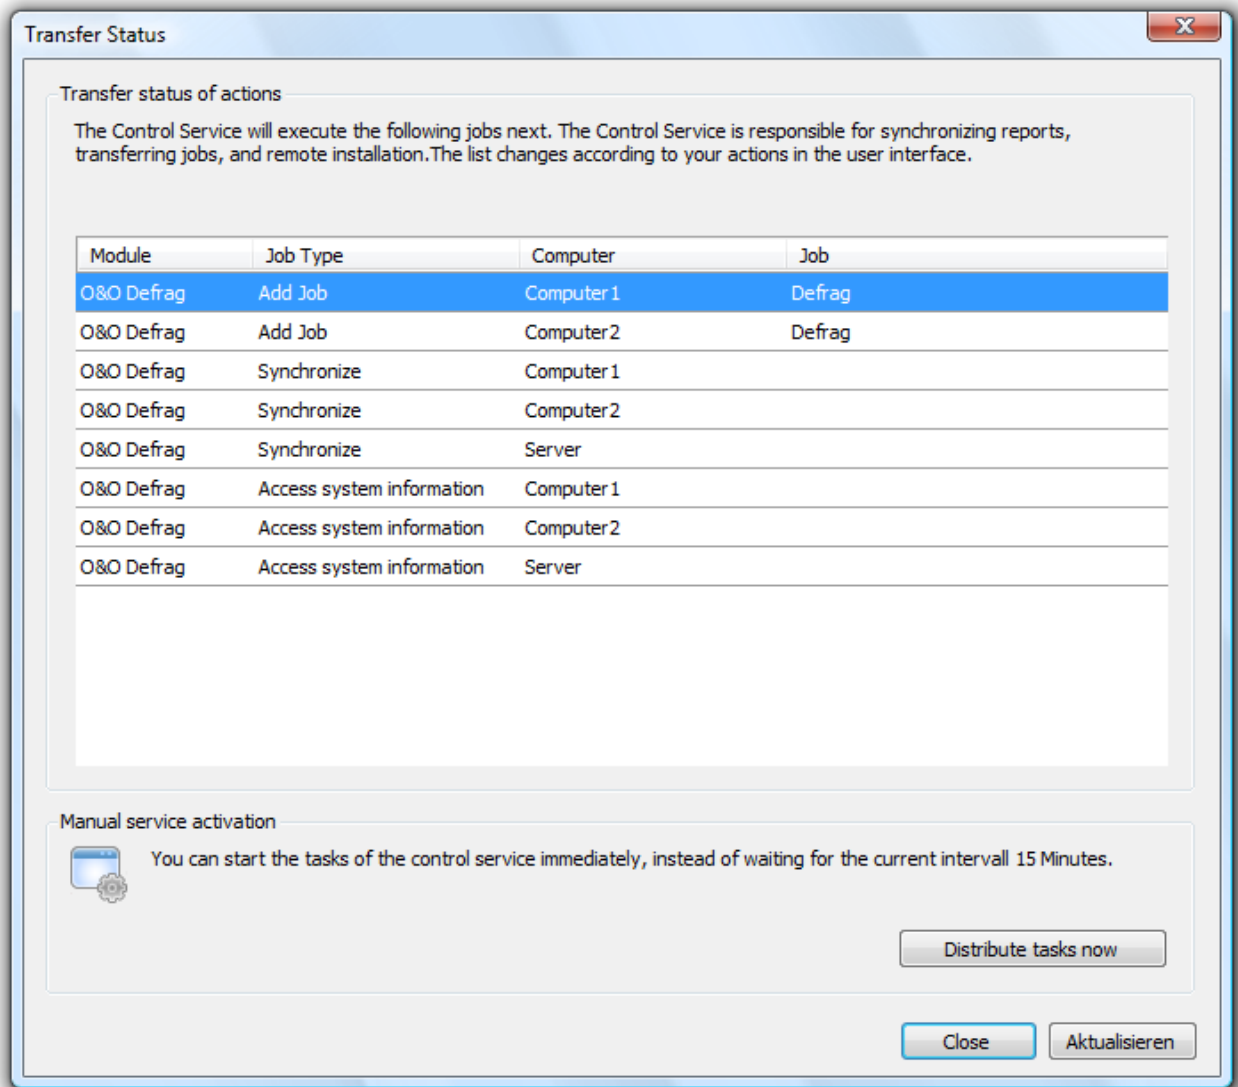 Transfer Status
X
Transfer status of actions
The Control Service will execute the following jobs next. The Control Service is responsible for synchronizing reports,
transferring jobs, and remote installation.The list changes according to your actions in the user interface.
Module Job Type Computer Job
O&O Defrag Add Job Computer1 Defrag
O&O Defrag Add Job Computer2 Defrag
O&O Defrag Synchronize Computer1
O&O Defrag Synchronize Computer2
O&O Defrag Synchronize Server
O&O Defrag Access system information Computer1
O&O Defrag Access system information Computer2
O&O Defrag Access system information Server
Manual service activation
You can start the tasks of the control service immediately, instead of waiting for the current intervall 15 Minutes.
Distribute tasks now
Close Aktualisieren